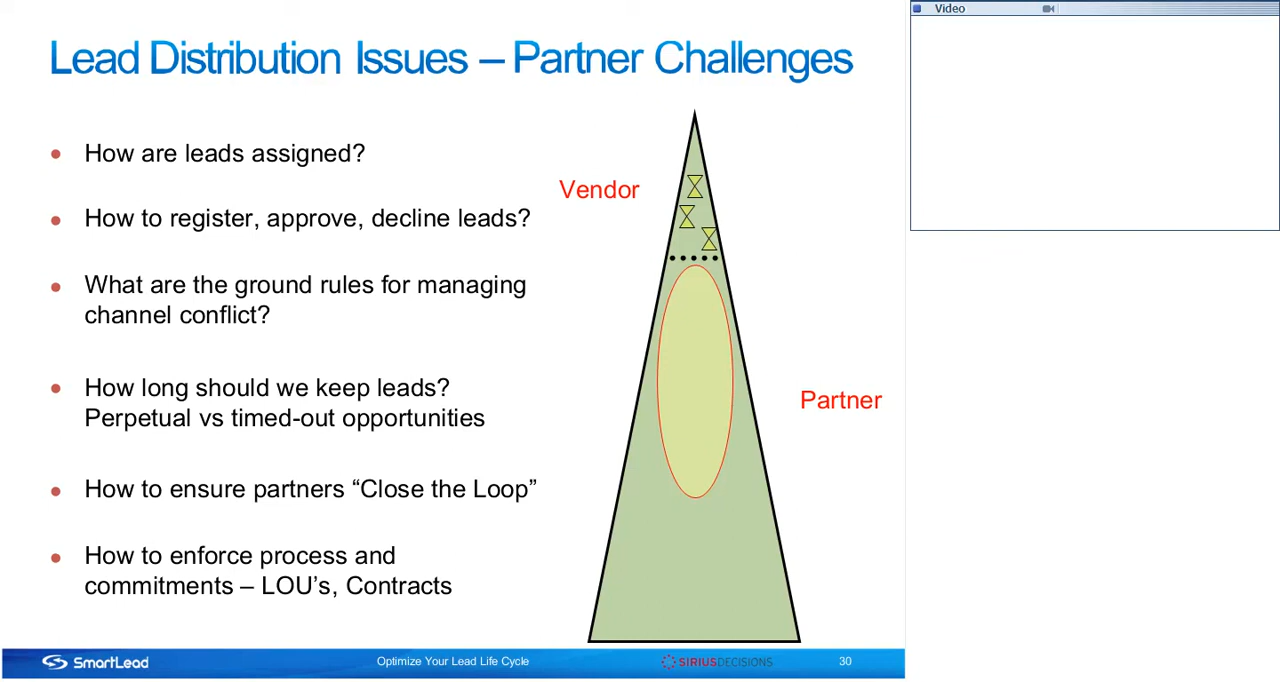 Video
Lead Distribution Issues – Partner Challenges
How are leads assigned?
How to register, approve, decline leads?
What are the ground rules for managing
channel conflict?
How long should we keep leads?
Perpetual vs timed-out opportunities
How to ensure partners “Close the Loop”
How to enforce process and
commitments – LOU’s, Contracts
Vendor
Partner
SmartLead
Optimize Your Lead Life Cycle
SIRIUSDECISIONS
30